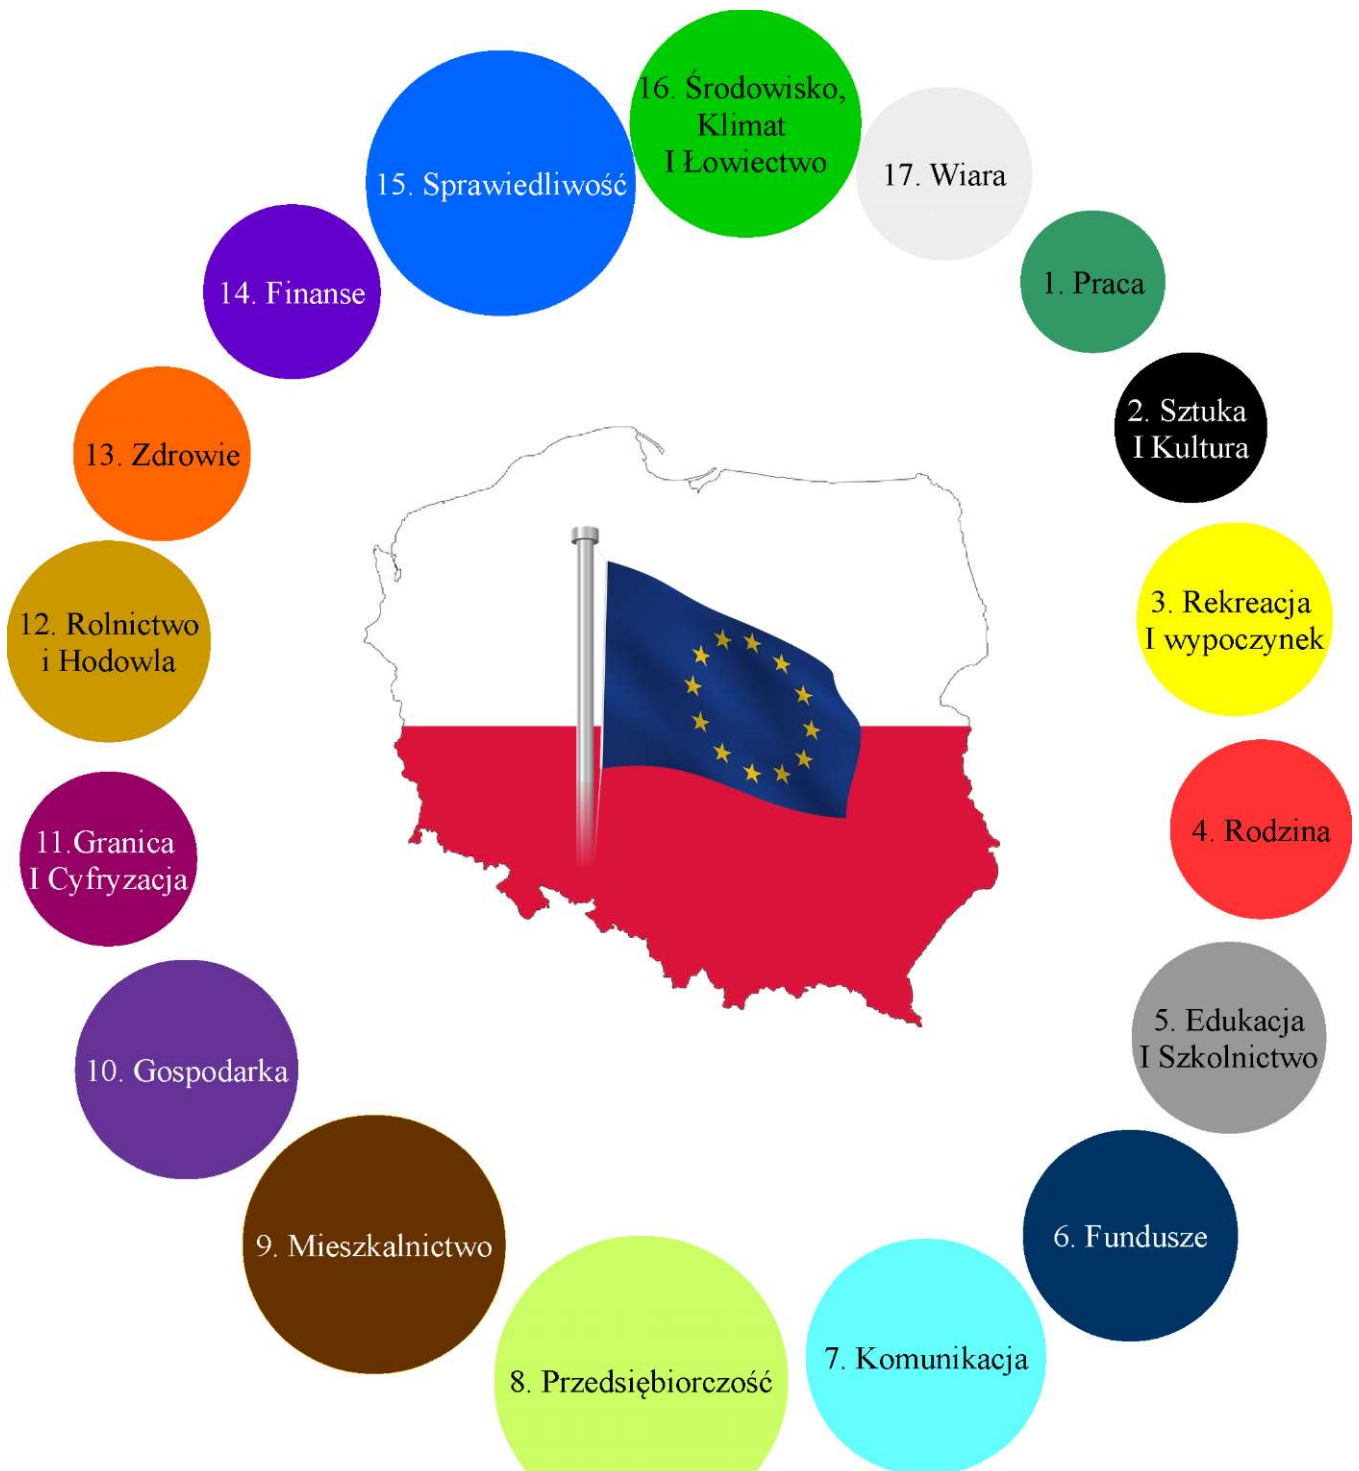 16. Środowisko,
Klimat
I Łowiectwo
17. Wiara
1. Praca
2. Sztuka
I Kultura
3. Rekreacja
I wypoczynek
4. Rodzina
5. Edukacja
I Szkolnictwo
6. Fundusze
7. Komunikacja
8. Przedsiębiorczość
9. Mieszkalnictwo
10. Gospodarka
11.Granica
I Cyfryzacja
12. Rolnictwo
i Hodowla
13. Zdrowie
14. Finanse
15. Sprawiedliwość